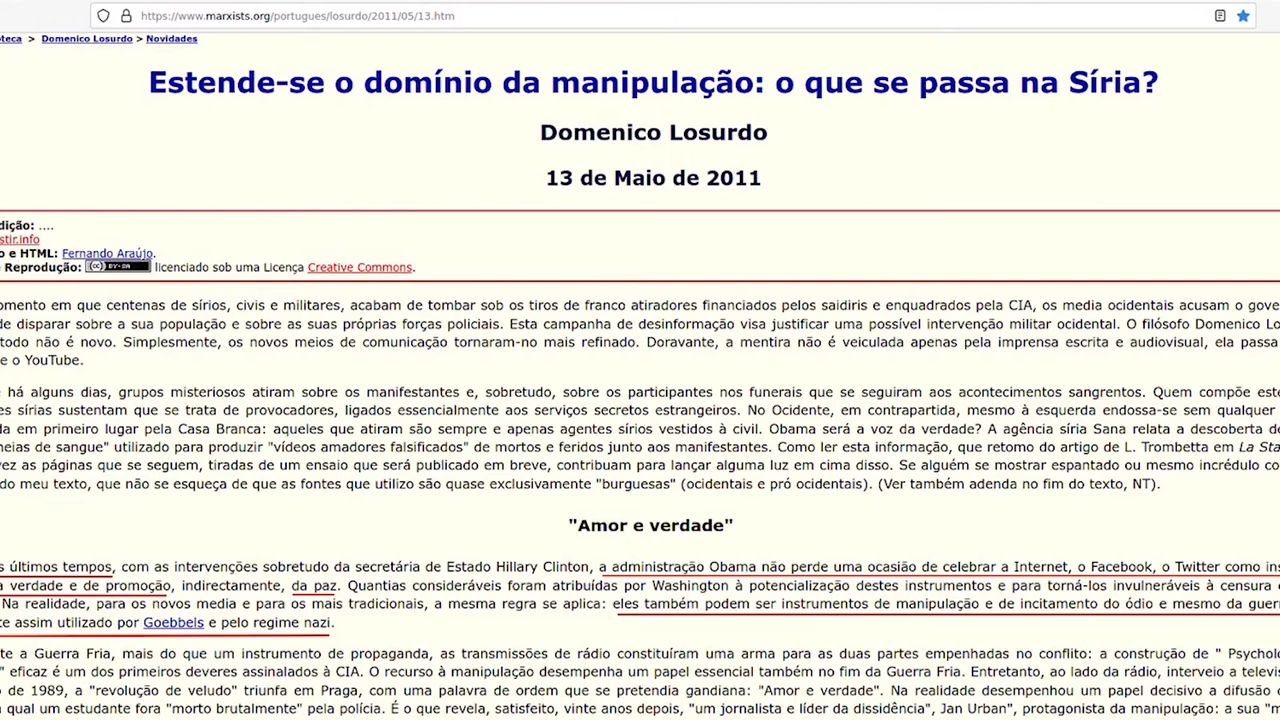 https://www.marxists.org/portugues/losurdo/2011/05/13.htm
oteca > Domenico Losurdo > Novidades
Estende-se o domínio da manipulação: o que se passa na Síria?
Domenico Losurdo
13 de Maio de 2011
dição: ....
stir.info
o e HTML: Fernando Araújo.
Reprodução: (cc) BY-SA licenciado sob uma Licença Creative Commons.
omento em que centenas de sírios, civis e militares, acabam de tombar sob os tiros de franco atiradores financiados pelos saidiris e enquadrados pela CIA, os media ocidentais acusam o gove
de disparar sobre a sua população e sobre as suas próprias forças policiais. Esta campanha de desinformação visa justificar uma possível intervenção militar ocidental. O filósofo Domenico Lo
todo não é novo. Simplesmente, os novos meios de comunicação tornaram-no mais refinado. Doravante, a mentira não é veiculada apenas pela imprensa escrita e audiovisual, ela passa
e o YouTube.
há alguns dias, grupos misteriosos atiram sobre os manifestantes e, sobretudo, sobre os participantes nos funerais que se seguiram aos acontecimentos sangrentos. Quem compõe est
es sírias sustentam que se trata de provocadores, ligados essencialmente aos serviços secretos estrangeiros. No Ocidente, em contrapartida, mesmo à esquerda endossa-se sem qualquer
da em primeiro lugar pela Casa Branca: aqueles que atiram são sempre e apenas agentes sírios vestidos à civil. Obama será a voz da verdade? A agência síria Sana relata a descoberta d
neias de sangue" utilizado para produzir "vídeos amadores falsificados" de mortos e feridos junto aos manifestantes. Como ler esta informação, que retomo do artigo de L. Trombetta em La Sta
vez as páginas que se seguem, tiradas de um ensaio que será publicado em breve, contribuam para lançar alguma luz em cima disso. Se alguém se mostrar espantado ou mesmo incrédulo co
do meu texto, que não se esqueça de que as fontes que utilizo são quase exclusivamente "burguesas" (ocidentais e pró ocidentais). (Ver também adenda no fim do texto, NT).
"Amor e verdade"
s últimos tempos, com as intervenções sobretudo da secretária de Estado Hillary Clinton, a administração Obama não perde uma ocasião de celebrar a Internet, o Facebook, o Twitter como ins
a verdade e de promoção, indirectamente, da paz. Quantias consideráveis foram atribuídas por Washington à potencialização destes instrumentos e para torná-los invulneráveis à censura
Na realidade, para os novos media e para os mais tradicionais, a mesma regra se aplica: eles também podem ser instrumentos de manipulação e de incitamento do ódio e mesmo da guer
te assim utilizado por Goebbels e pelo regime nazi.
te a Guerra Fria, mais do que um instrumento de propaganda, as transmissões de rádio constituíram uma arma para as duas partes empenhadas no conflito: a construção de " Psychol
" eficaz é um dos primeiros deveres assinalados à CIA. O recurso à manipulação desempenha um papel essencial também no fim da Guerra Fria. Entretanto, ao lado da rádio, interveio a televis
o de 1989, a "revolução de veludo" triunfa em Praga, com uma palavra de ordem que se pretendia gandiana: "Amor e verdade". Na realidade desempenhou um papel decisivo a difusão
a qual um estudante fora "morto brutalmente" pela polícia. É o que revela, satisfeito, vinte anos depois, "um jornalista e líder da dissidência", Jan Urban", protagonista da manipulação: a sua "m